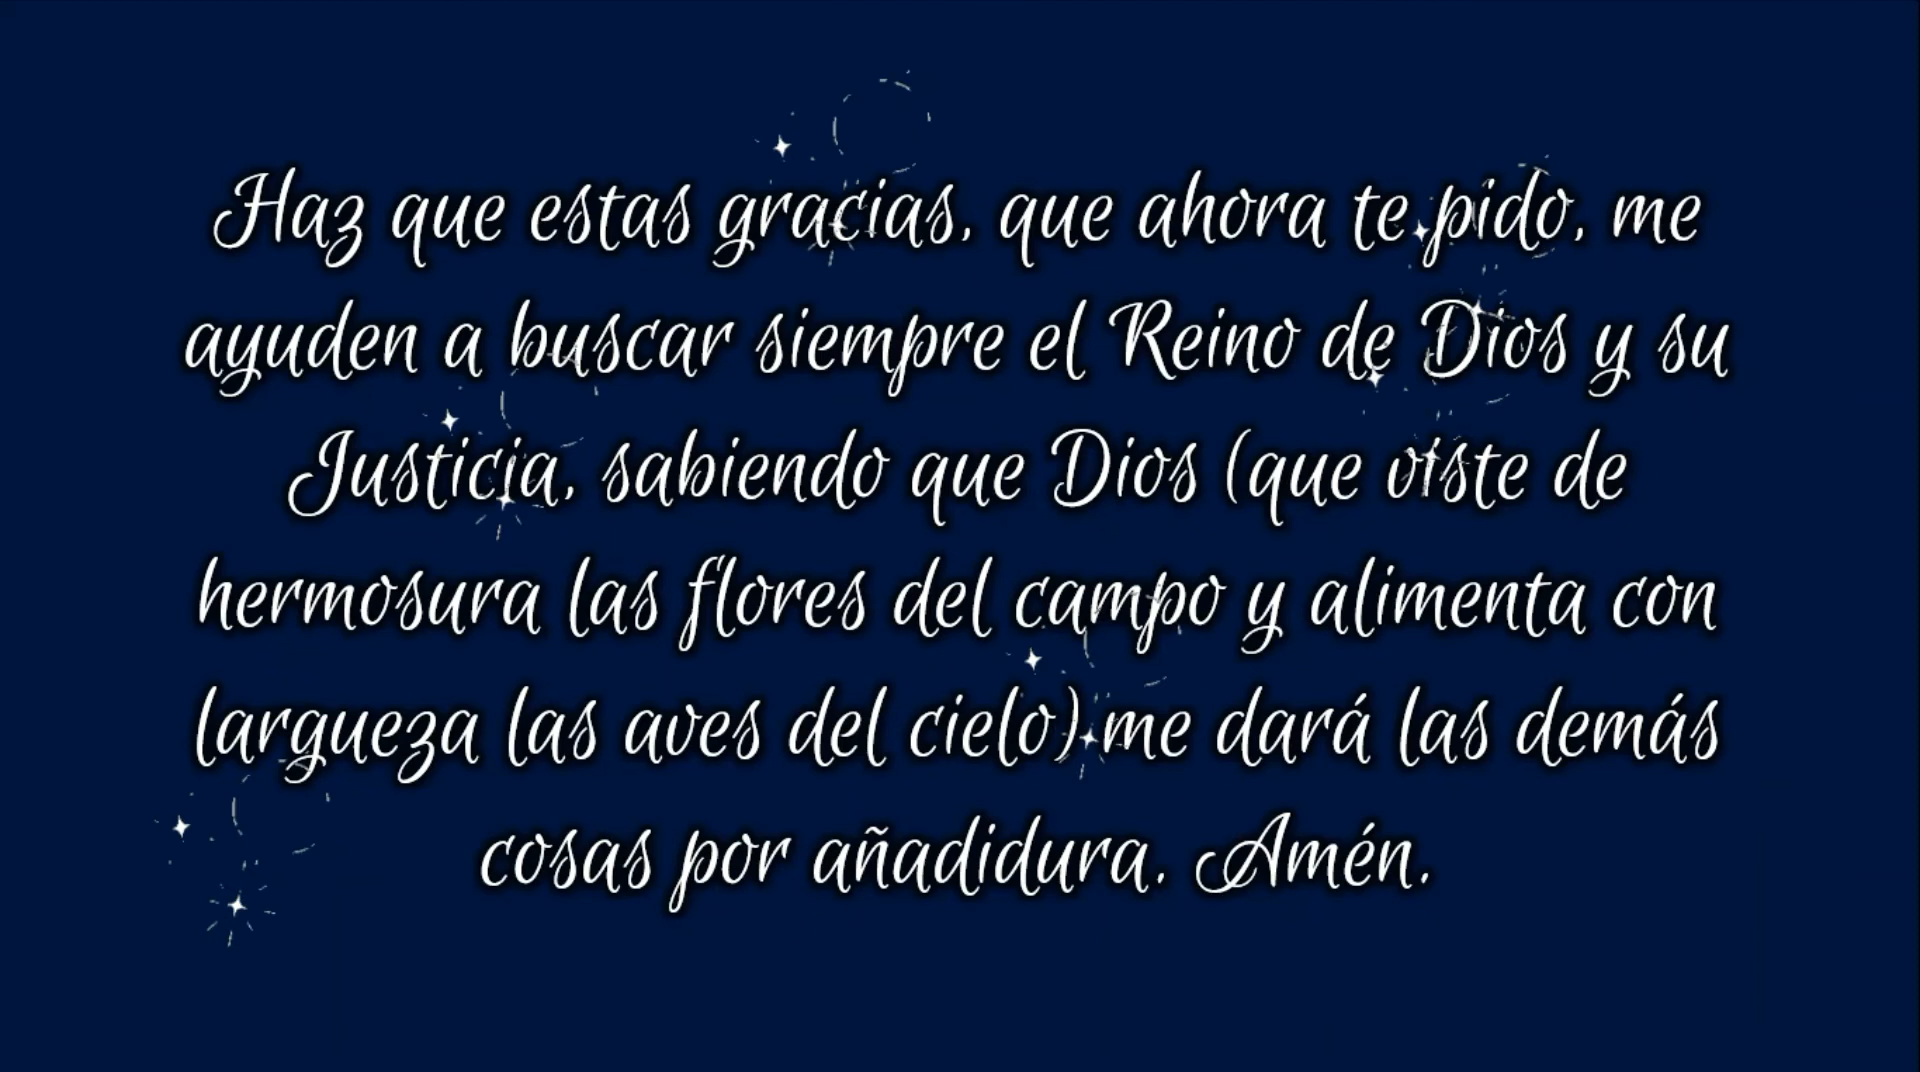 Haz que estas gracias, que ahora te pido, me
ayuden a buscar siempre el Reino de Dios y su
Justicia, sabiendo que Dios (que viste de
hermosura las flores del campo y alimenta con
largueza las aves del cielo) me dará las demás
cosas por añadidura. Amén.